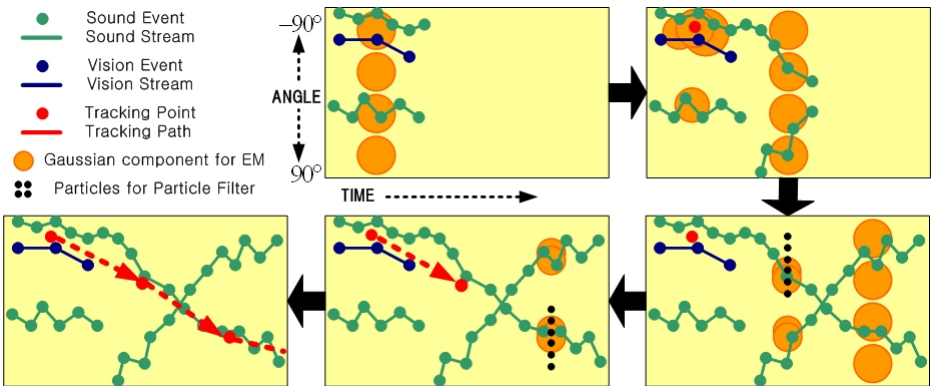 Sound Event
Sound Stream
Vision Event
Vision Stream
Tracking Point
Tracking Path
Gaussian component for EM
Particles for Particle Filter
−90°
ANGLE
90°
TIME